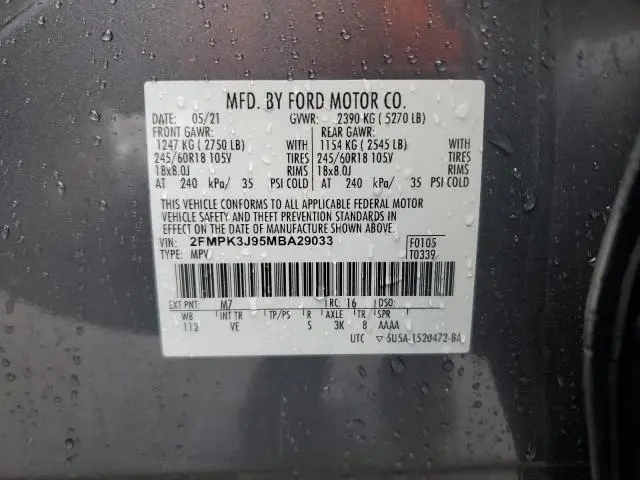 MFD. BY FORD MOTOR CO.
DATE: 05/21 GVWR: 2390 KG ( 5270 LB)
FRONT GAWR: REAR GAWR:
1247 KG ( 2750 LB) WITH 1154 KG ( 2545 LB) WITH
245/60R18 105V TIRES 245/60R18 105V TIRES
18x8.0J RIMS 18x8.0J RIMS
AT 240 kPa/ 35 PSI COLD AT 240 kPa/ 35 PSI COLD
THIS VEHICLE CONFORMS TO ALL APPLICABLE FEDERAL MOTOR
VEHICLE SAFETY AND THEFT PREVENTION STANDARDS IN
EFFECT ON THE DATE OF MANUFACTURE SHOWN ABOVE.
VIN: 2FMPK3J95MBA29033 F0105
TYPE: MPV T0339
EXT PNT: M7 RC: 16 DSO:
WB INT TR TP/PS R AXLE TR SPR
112 VE S 3K 8 AAAA
UTC 5U5A-1520472-BA